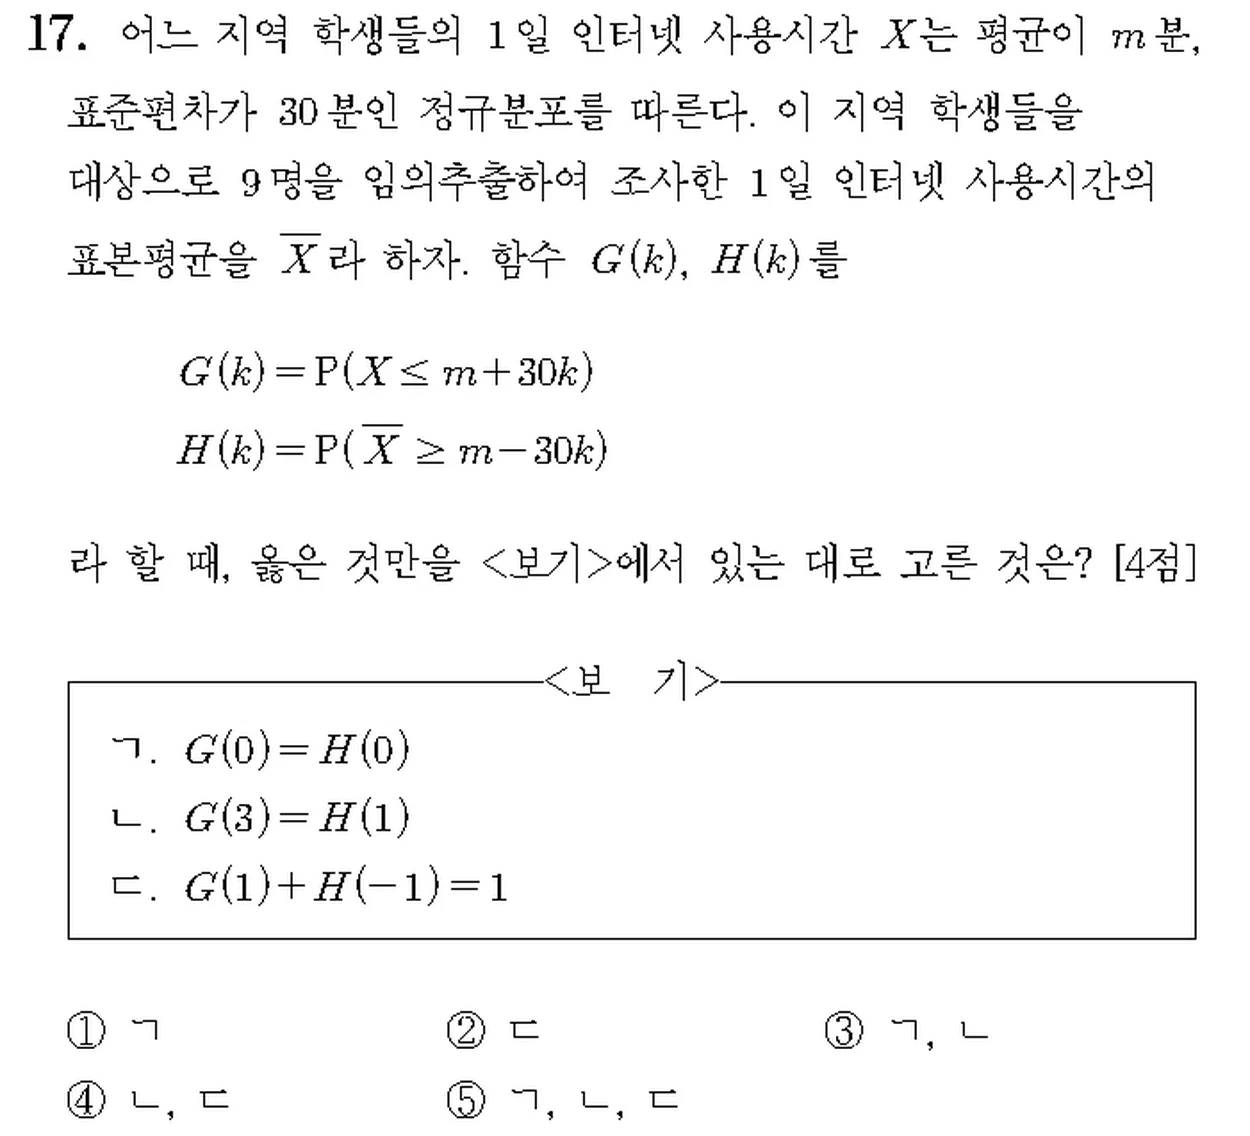 17. 어느 지역 학생들의 1일 인터넷 사용시간 X는 평균이 m분,
표준편차가 30분인 정규분포를 따른다. 이 지역 학생들을
대상으로 9명을 임의추출하여 조사한 1일 인터넷 사용시간의
표본평균을 X̅라 하자. 함수 G(k), H(k)를
G(k)=P(X≤m+30k)
H(k)=P(X̅≥m-30k)
라 할 때, 옳은 것만을 <보기>에서 있는 대로 고른 것은? [4점]
<보 기>
ㄱ. G(0)=H(0)
ㄴ. G(3)=H(1)
ㄷ. G(1)+H(-1)=1
① ㄱ ② ㄷ ③ ㄱ, ㄴ
④ ㄴ, ㄷ ⑤ ㄱ, ㄴ, ㄷ